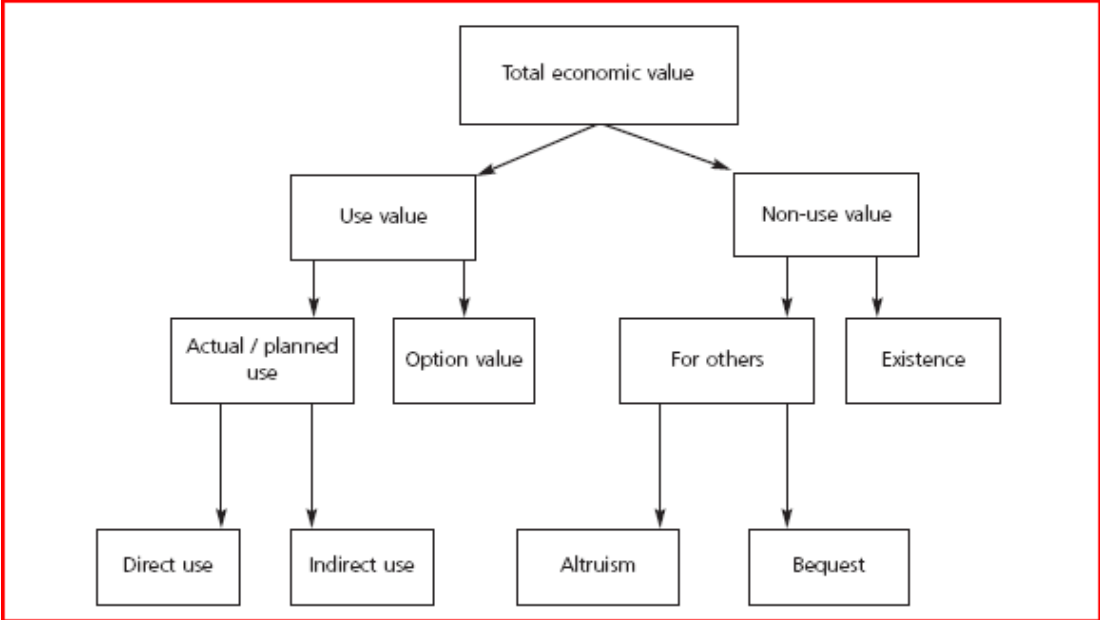 Total economic value
Use value
Non-use value
Actual / planned
use
Option value
For others
Existence
Direct use
Indirect use
Altruism
Bequest